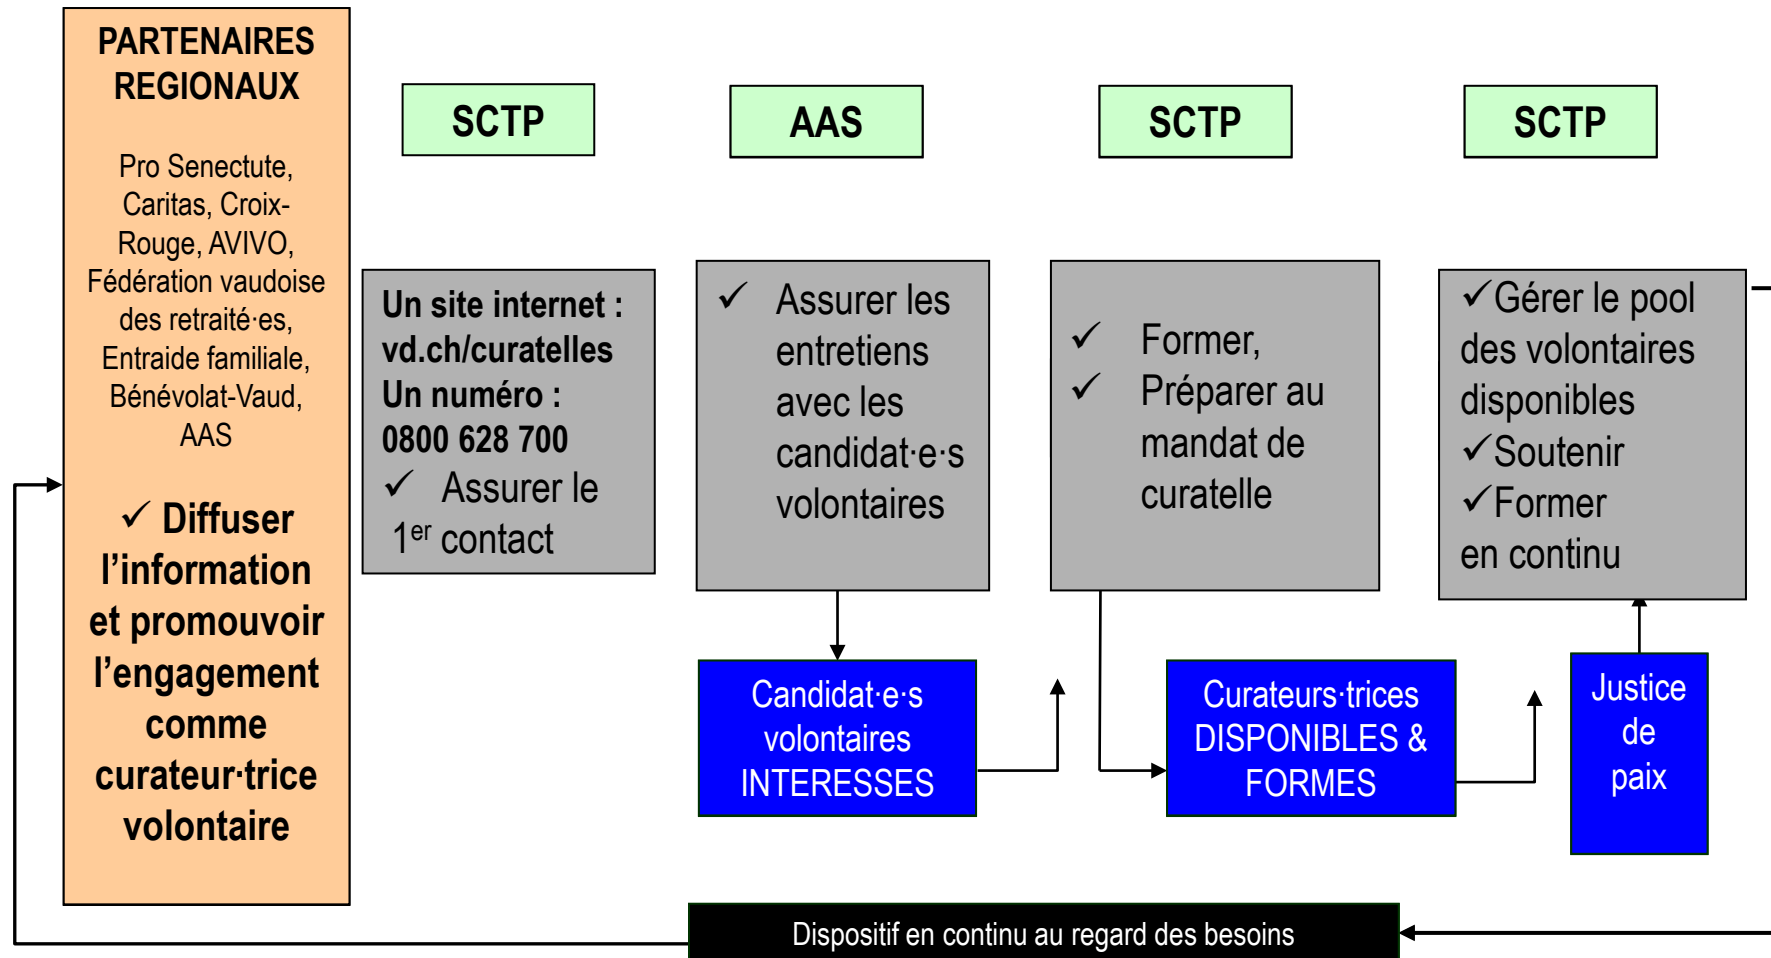 PARTENAIRES
REGIONAUX
Pro Senectute,
Caritas, Croix-
Rouge, AVIVO,
Fédération vaudoise
des retraité·es,
Entraide familiale,
Bénévolat-Vaud,
AAS
✓ Diffuser
l’information
et promouvoir
l’engagement
comme
curateur·trice
volontaire
SCTP
Un site internet :
vd.ch/curatelles
Un numéro :
0800 628 700
✓ Assurer le
1er contact
AAS
✓ Assurer les
entretiens
avec les
candidat·e·s
volontaires
Candidat·e·s
volontaires
INTERESSES
SCTP
✓ Former,
✓ Préparer au
mandat de
curatelle
Curateurs·trices
DISPONIBLES &
FORMES
SCTP
✓Gérer le pool
des volontaires
disponibles
✓Soutenir
✓Former
en continu
Justice
de
paix
Dispositif en continu au regard des besoins